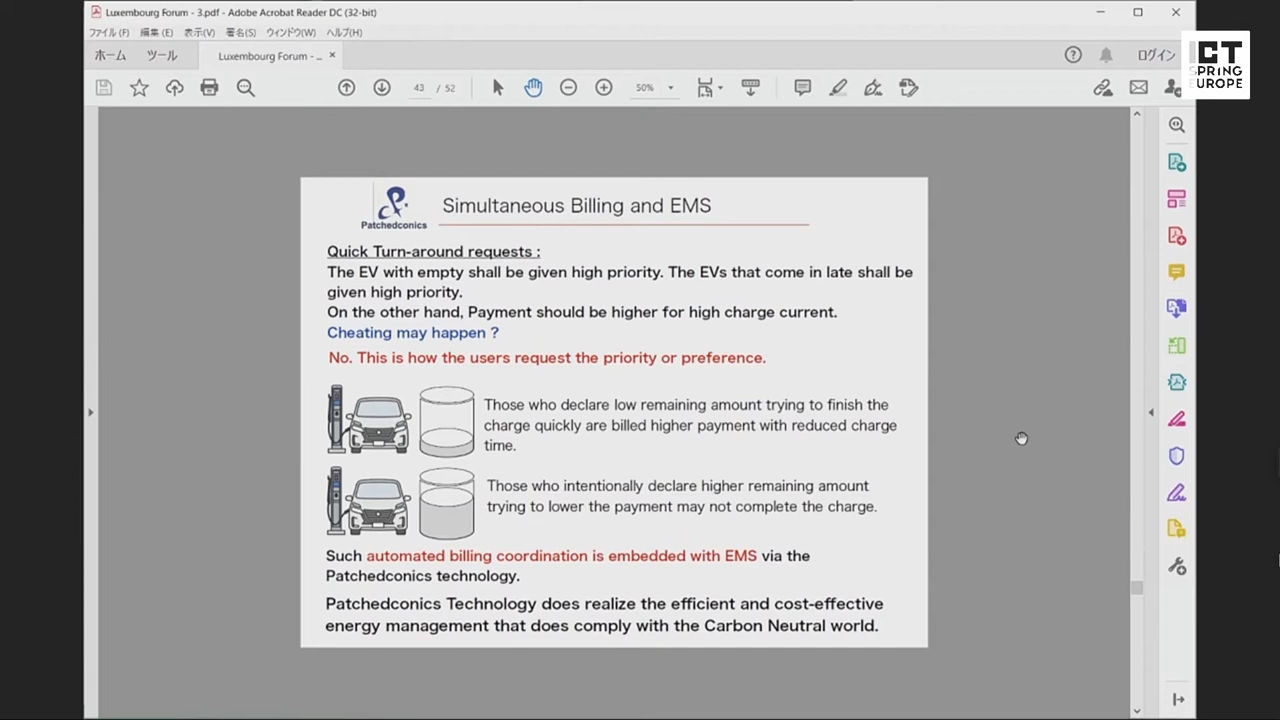 Luxembourg Forum - 3.pdf - Adobe Acrobat Reader DC (32-bit)
ファイル(F) 編集(E) 表示(V) 署名(S) ウィンドウ(W) ヘルプ(H)
ホーム ツール Luxembourg Forum - ... × ログイン
43 / 52 50%
ICT
SPRING
EUROPE
Patchedconics
Simultaneous Billing and EMS
Quick Turn-around requests :
The EV with empty shall be given high priority. The EVs that come in late shall be
given high priority.
On the other hand, Payment should be higher for high charge current.
Cheating may happen ?
No. This is how the users request the priority or preference.
Those who declare low remaining amount trying to finish the
charge quickly are billed higher payment with reduced charge
time.
Those who intentionally declare higher remaining amount
trying to lower the payment may not complete the charge.
Such automated billing coordination is embedded with EMS via the
Patchedconics technology.
Patchedconics Technology does realize the efficient and cost-effective
energy management that does comply with the Carbon Neutral world.